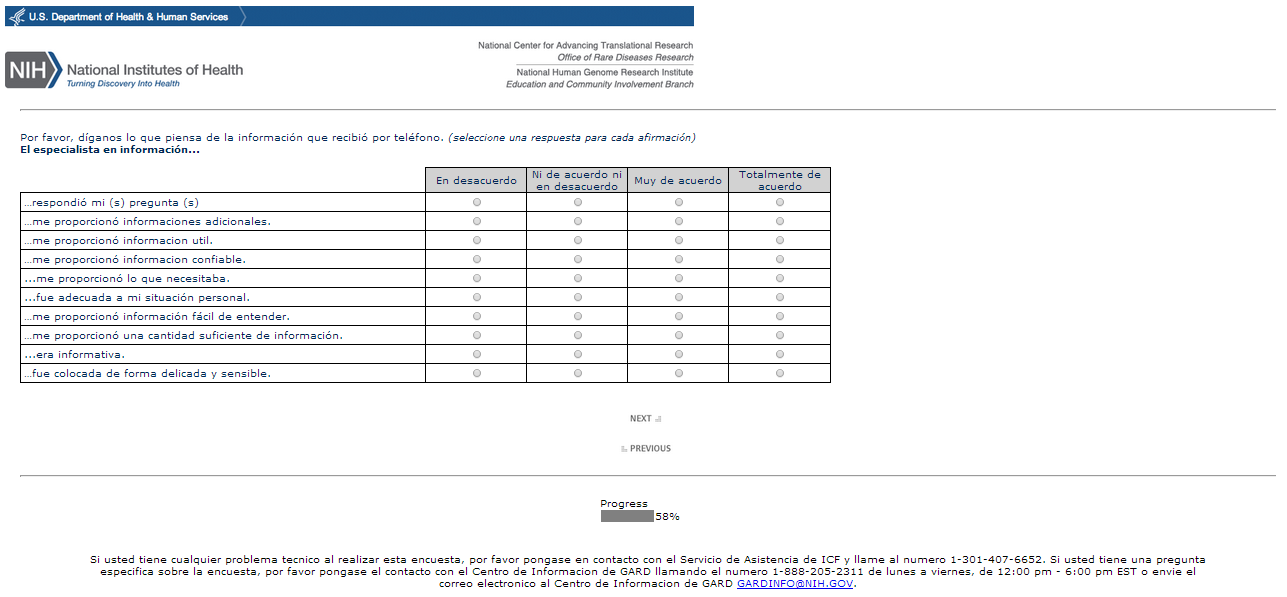 U.S. Department of Health & Human Services
NIH National Institutes of Health
Turning Discovery Into Health
National Center for Advancing Translational Research
Office of Rare Diseases Research
National Human Genome Research Institute
Education and Community Involvement Branch
Por favor, díganos lo que piensa de la información que recibió por teléfono. (seleccione una respuesta para cada afirmación)
El especialista en información...
En desacuerdo
Ni de acuerdo ni
en desacuerdo
Muy de acuerdo
Totalmente de
acuerdo
...respondió mi (s) pregunta (s)
...me proporcionó informaciones adicionales.
...me proporcionó informacion util.
...me proporcionó informacion confiable.
...me proporcionó lo que necesitaba.
...fue adecuada a mi situación personal.
...me proporcionó información fácil de entender.
...me proporcionó una cantidad suficiente de información.
...era informativa.
...fue colocada de forma delicada y sensible.
NEXT
PREVIOUS
Progress
58%
Si usted tiene cualquier problema tecnico al realizar esta encuesta, por favor pongase en contacto con el Servicio de Asistencia de ICF y llame al numero 1-301-407-6652. Si usted tiene una pregunta
especifica sobre la encuesta, por favor pongase el contacto con el Centro de Informacion de GARD llamando el numero 1-888-205-2311 de lunes a viernes, de 12:00 pm - 6:00 pm EST o envie el
correo electronico al Centro de Informacion de GARD GARDINFO@NIH.GOV.